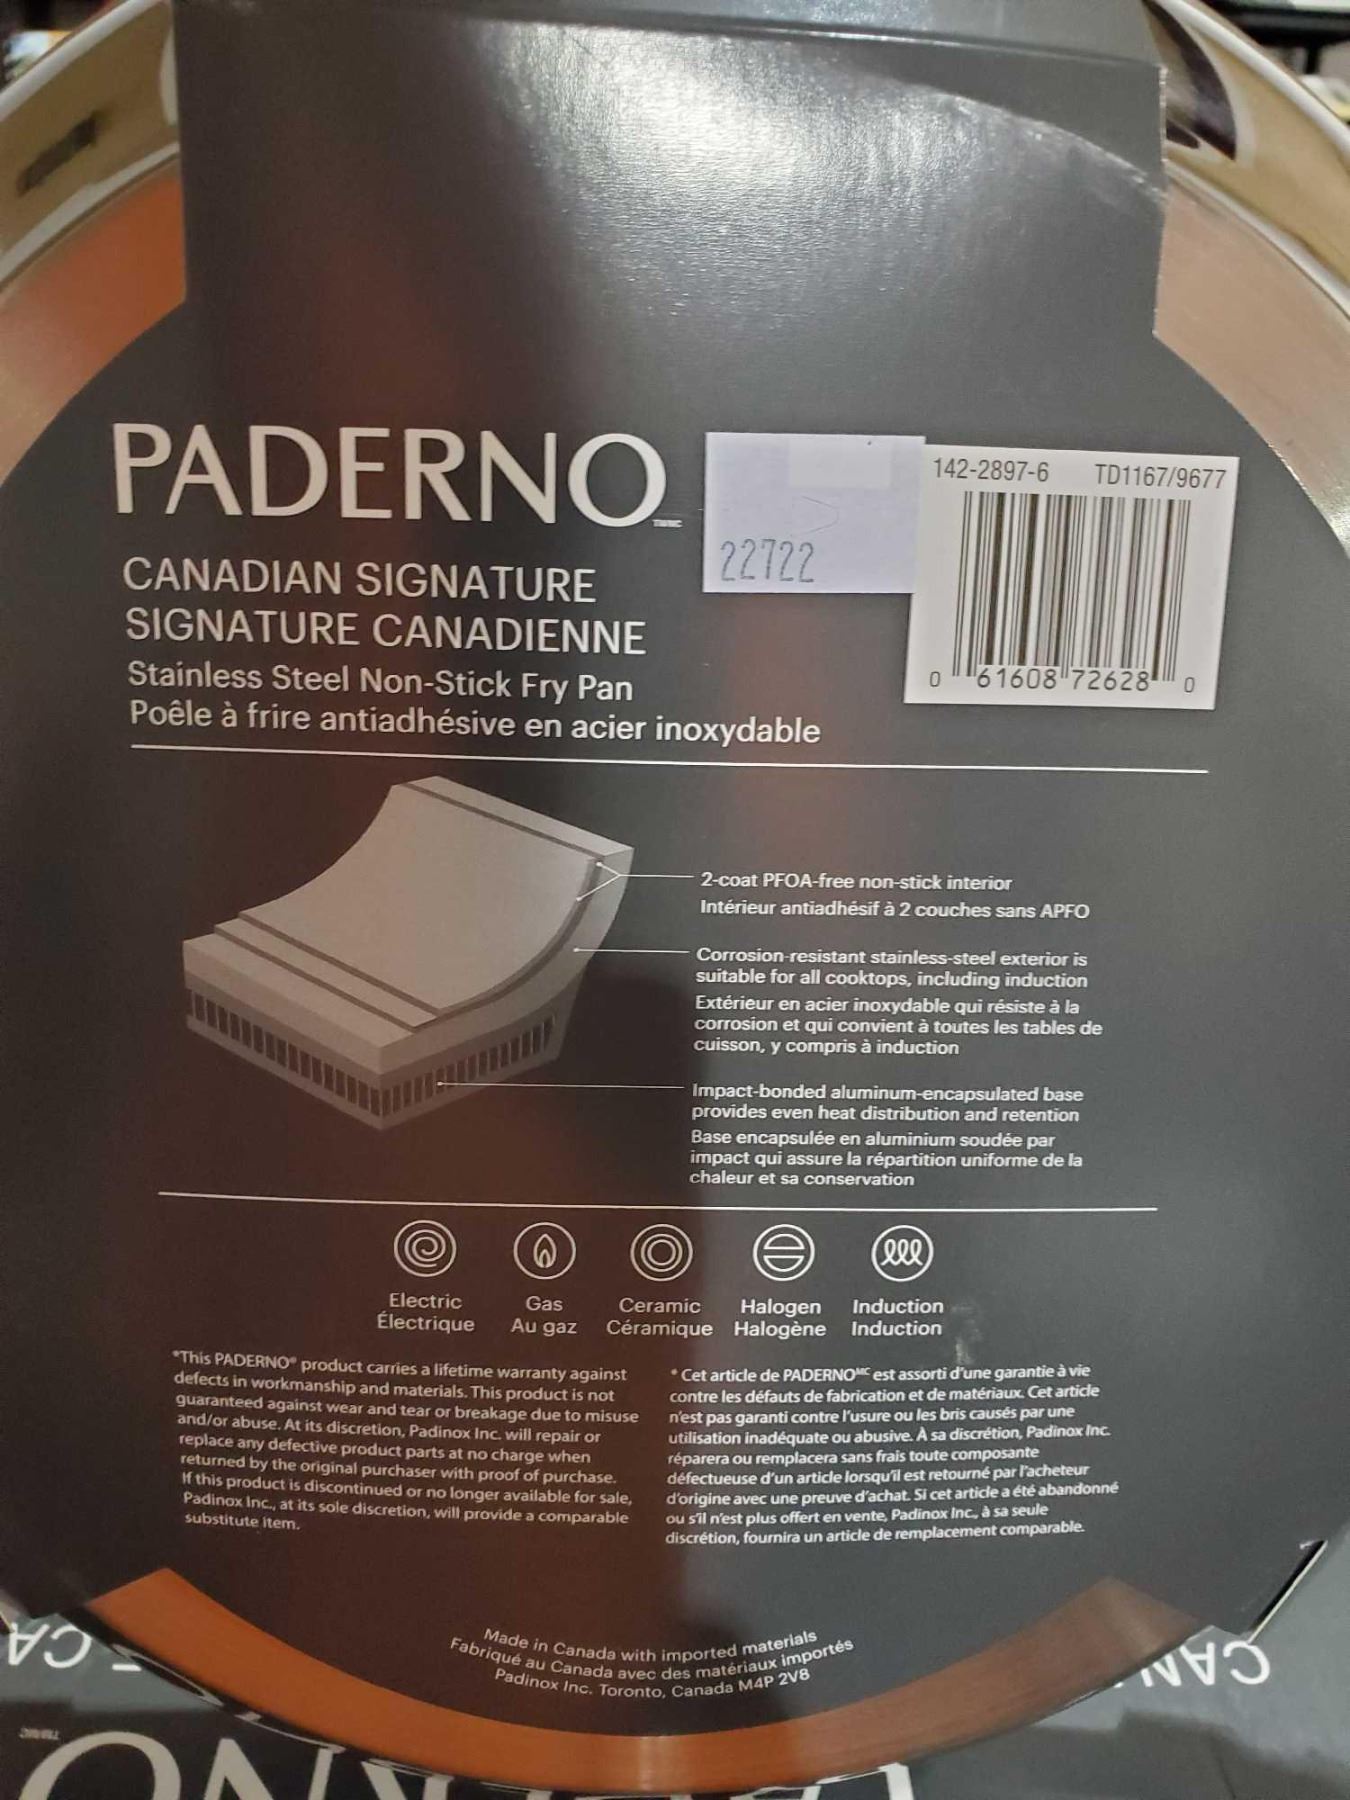 PADERNO
TM/MC
CANADIAN SIGNATURE
SIGNATURE CANADIENNE
Stainless Steel Non-Stick Fry Pan
Poêle à frire antiadhésive en acier inoxydable
22722
142-2897-6 TD1167/9677
0 61608 72628 0
2-coat PFOA-free non-stick interior
Intérieur antiadhésif à 2 couches sans APFO
Corrosion-resistant stainless-steel exterior is
suitable for all cooktops, including induction
Extérieur en acier inoxydable qui résiste à la
corrosion et qui convient à toutes les tables de
cuisson, y compris à induction
Impact-bonded aluminum-encapsulated base
provides even heat distribution and retention
Base encapsulée en aluminium soudée par
impact qui assure la répartition uniforme de la
chaleur et sa conservation
Electric Gas Ceramic Halogen Induction
Électrique Au gaz Céramique Halogène Induction
*This PADERNO® product carries a lifetime warranty against
defects in workmanship and materials. This product is not
guaranteed against wear and tear or breakage due to misuse
and/or abuse. At its discretion, Padinox Inc. will repair or
replace any defective product parts at no charge when
returned by the original purchaser with proof of purchase.
If this product is discontinued or no longer available for sale,
Padinox Inc., at its sole discretion, will provide a comparable
substitute item.
* Cet article de PADERNO MC est assorti d'une garantie à vie
contre les défauts de fabrication et de matériaux. Cet article
n'est pas garanti contre l'usure ou les bris causés par une
utilisation inadéquate ou abusive. À sa discrétion, Padinox Inc.
réparera ou remplacera sans frais toute composante
défectueuse d'un article lorsqu'il est retourné par l'acheteur
d'origine avec une preuve d'achat. Si cet article a été abandonné
ou s'il n'est plus offert en vente, Padinox Inc., à sa seule
discrétion, fournira un article de remplacement comparable.
Made in Canada with imported materials
Fabriqué au Canada avec des matériaux importés
Padinox Inc. Toronto, Canada M4P 2V8